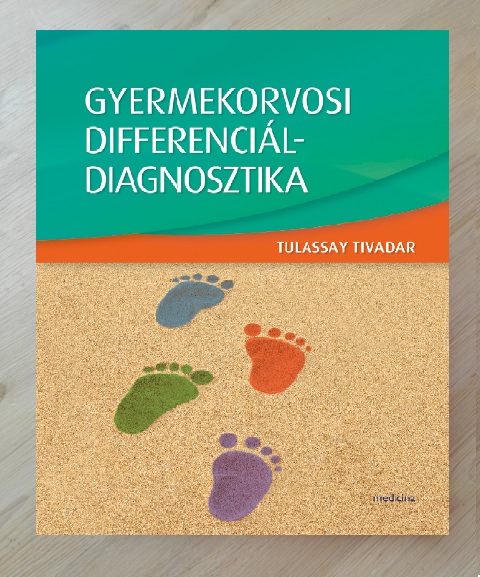 GYERMEKORVOSI
DIFFERENCIÁL-
DIAGNOSZTIKA
TULASSAY TIVADAR
medicina